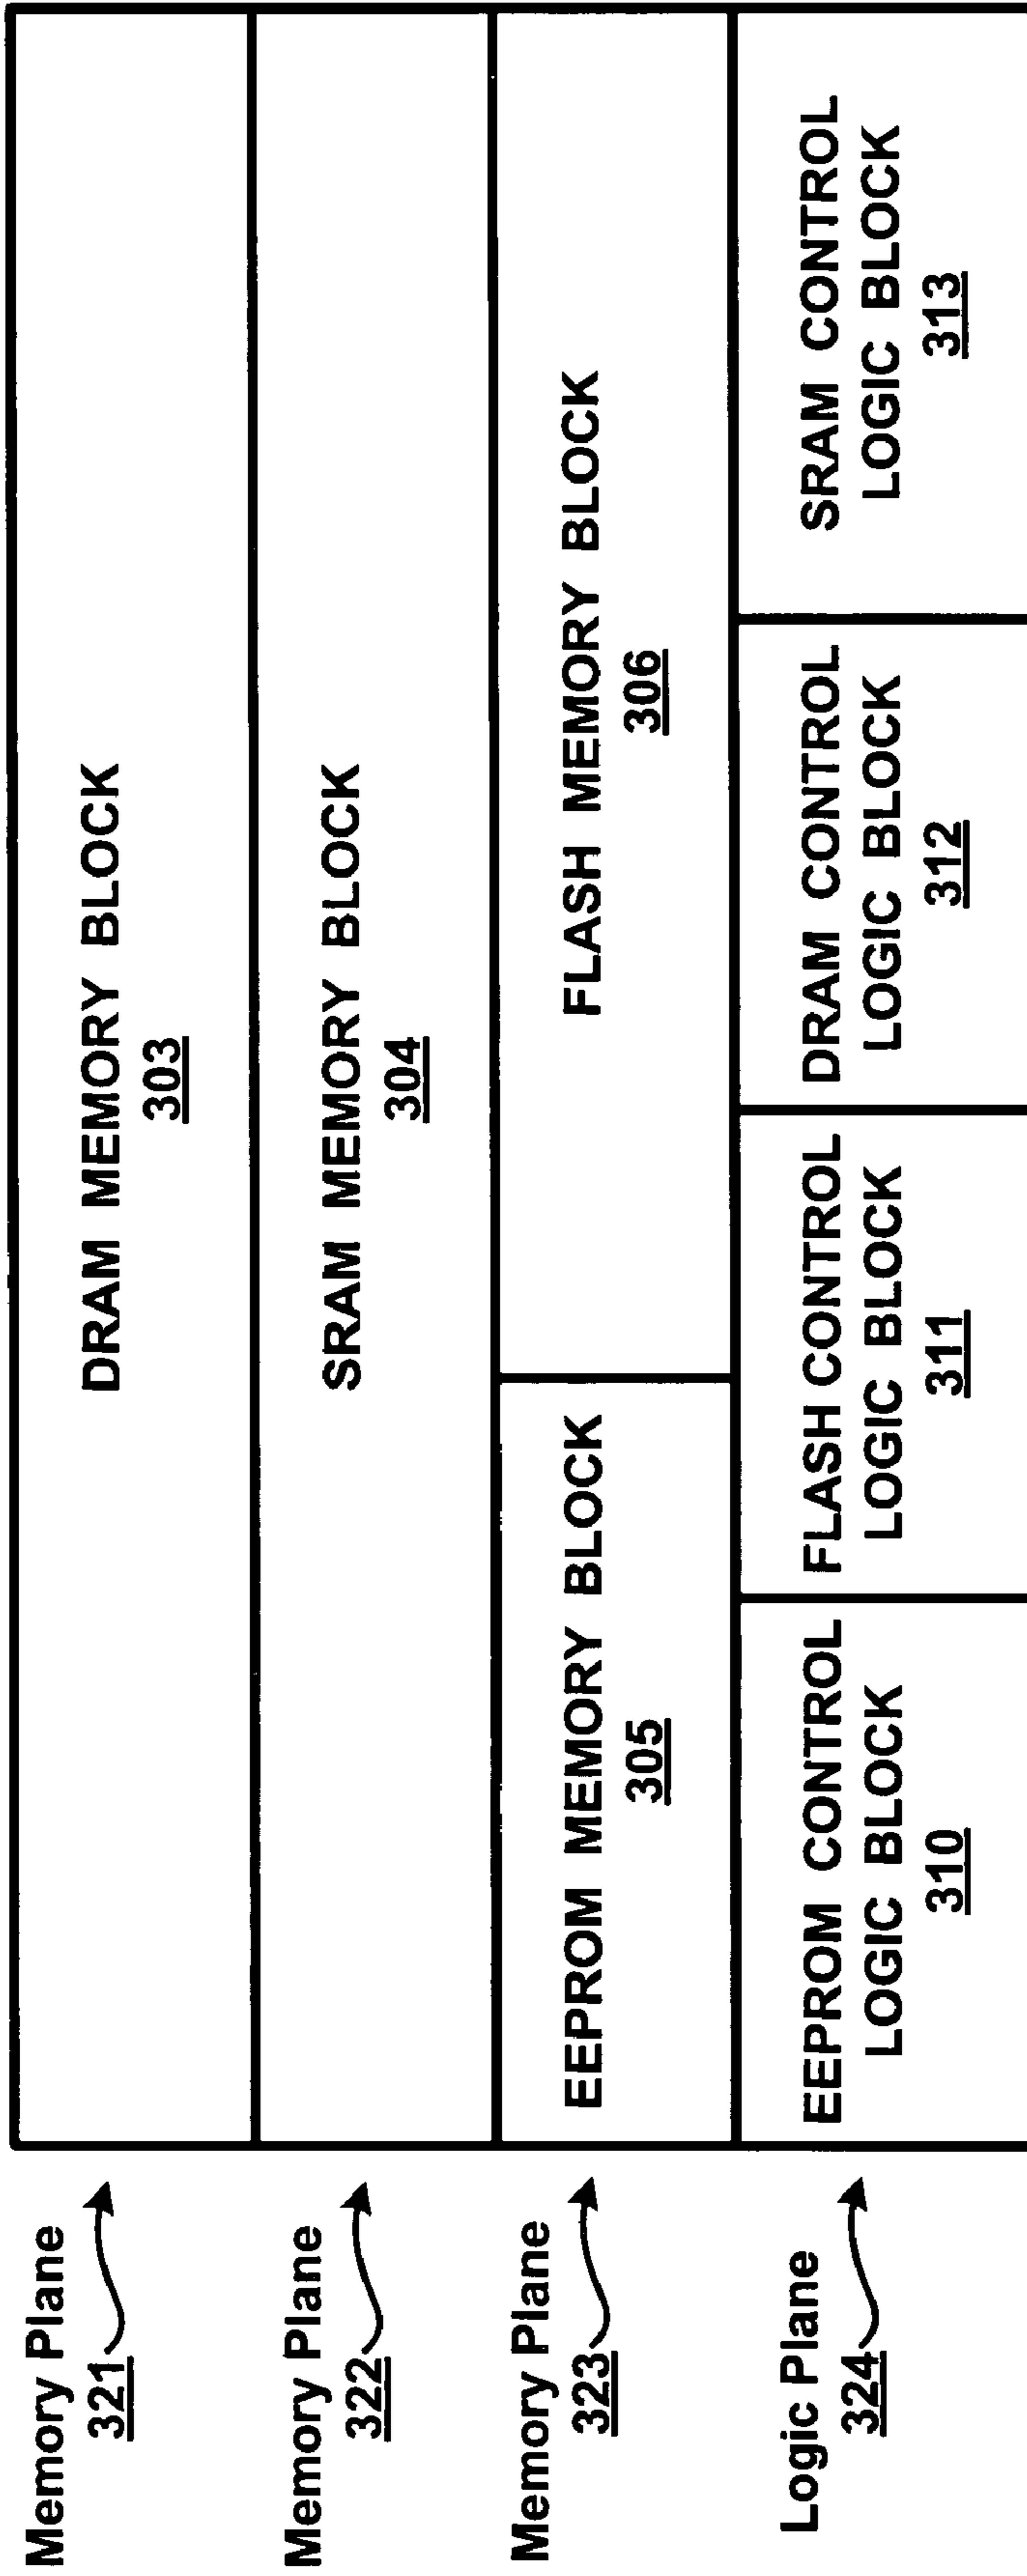 Memory Plane
321
DRAM MEMORY BLOCK
303
Memory Plane
322
SRAM MEMORY BLOCK
304
Memory Plane
323
EEPROM MEMORY BLOCK
305
FLASH MEMORY BLOCK
306
Logic Plane
324
EEPROM CONTROL
LOGIC BLOCK
310
FLASH CONTROL
LOGIC BLOCK
311
DRAM CONTROL
LOGIC BLOCK
312
SRAM CONTROL
LOGIC BLOCK
313